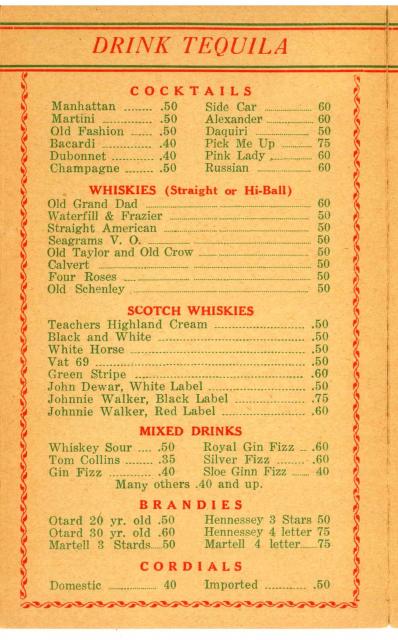 DRINK TEQUILA
COCKTAILS
Manhattan ........ .50 Side Car ........ 60
Martini ........ .50 Alexander ........ 60
Old Fashion ...... .50 Daquiri ........ 50
Bacardi ........ .40 Pick Me Up ........ 75
Dubonnet ........ .40 Pink Lady ........ 60
Champagne ........ .50 Russian ........ 60
WHISKIES (Straight or Hi-Ball)
Old Grand Dad ........ 60
Waterfill & Frazier ........ 50
Straight American ........ 50
Seagrams V. O. ........ 50
Old Taylor and Old Crow ........ 50
Calvert ........ 50
Four Roses ........ 50
Old Schenley ........ 50
SCOTCH WHISKIES
Teachers Highland Cream ........ .50
Black and White ........ .50
White Horse ........ .50
Vat 69 ........ .50
Green Stripe ........ .60
John Dewar, White Label ........ .50
Johnnie Walker, Black Label ........ .75
Johnnie Walker, Red Label ........ .60
MIXED DRINKS
Whiskey Sour .... .50 Royal Gin Fizz .. .60
Tom Collins ...... .35 Silver Fizz ........ .60
Gin Fizz ........ .40 Sloe Ginn Fizz ...... 40
Many others .40 and up.
BRANDIES
Otard 20 yr. old .50 Hennessey 3 Stars 50
Otard 30 yr. old .60 Hennessey 4 letter 75
Martell 3 Stards....50 Martell 4 letter.....75
CORDIALS
Domestic ........ 40 Imported ........ .50